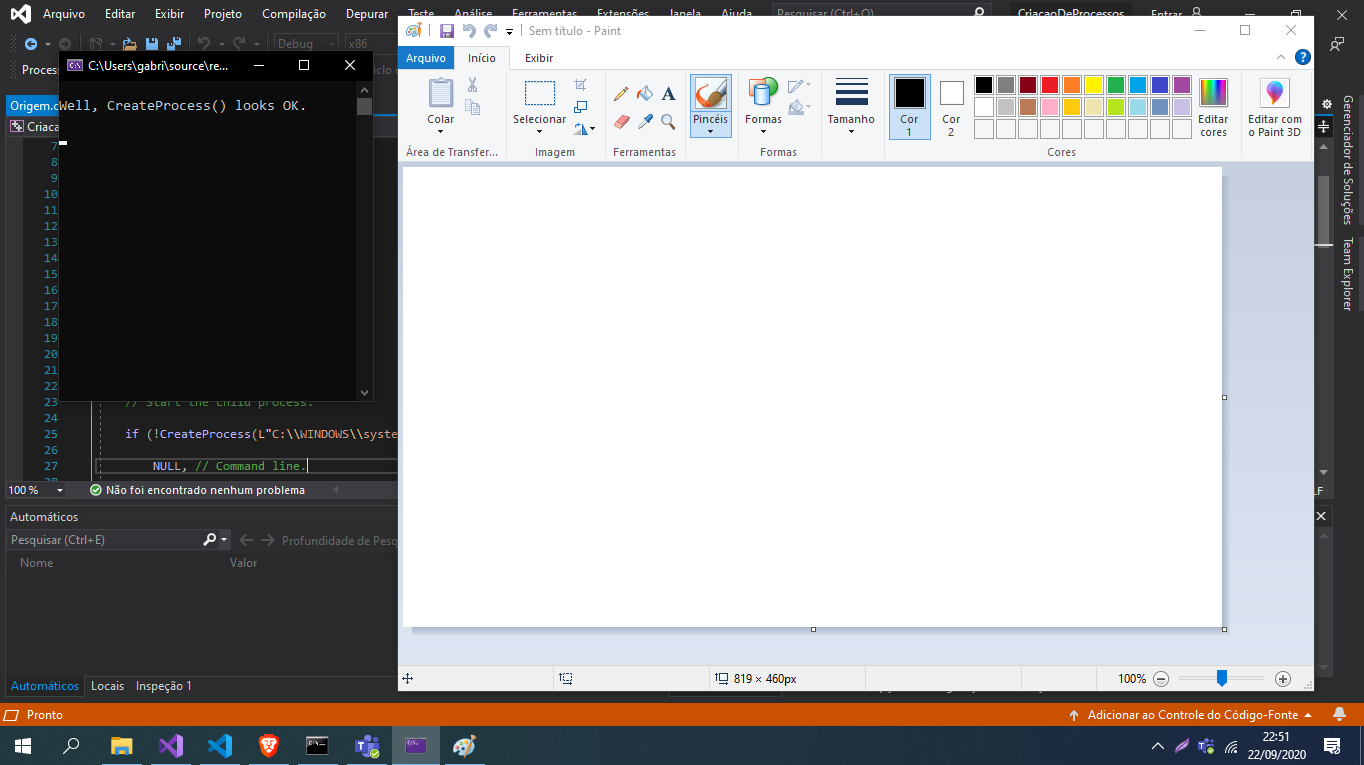 Arquivo Editar Exibir Projeto Compilação Depurar Teste Análise Ferramentas Extensões Janela Ajuda Pesquisar (Ctrl+Q) CriacaoDeProcessos Entrar
Debug x86
C:\Users\gabri\source\re...
Well, CreateProcess() looks OK.
Origem.c
7
8
9
10
11
12
13
14
15
16
17
18
19
20
21
22
23 // Start the child process.
24
25 if (!CreateProcess(L"C:\\WINDOWS\\syste
26
27 NULL, // Command line.
28
100 % Não foi encontrado nenhum problema
Automáticos
Pesquisar (Ctrl+E) Profundidade de Pesq
Nome Valor
Automáticos Locais Inspeção 1
Pronto
Adicionar ao Controle do Código-Fonte
Gerenciador de Soluções
Team Explorer
Sem título - Paint
Arquivo Início Exibir
Colar
Área de Transfer...
Selecionar
Imagem
A
Ferramentas
Pincéis
Formas
Formas
Tamanho
Cor
1
Cor
2
Editar
cores
Cores
Editar com
o Paint 3D
819 × 460px
100%
22:51
22/09/2020